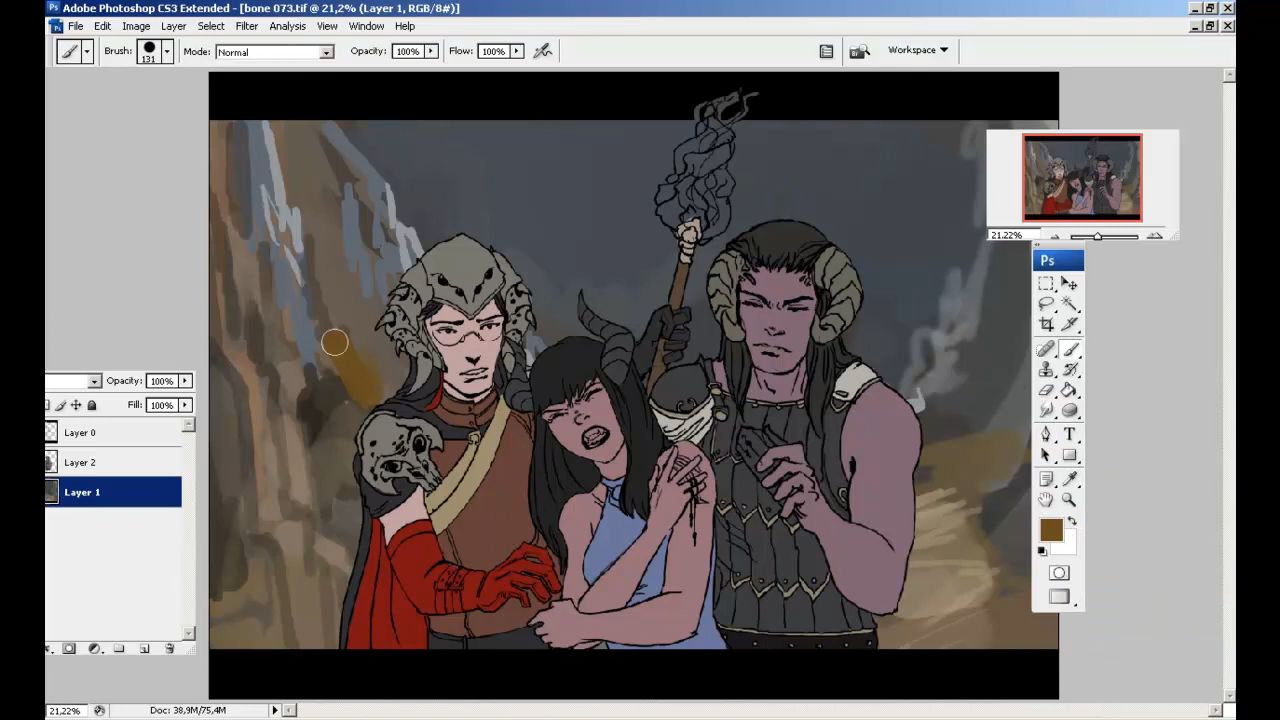 Adobe Photoshop CS3 Extended - [bone 073.tif @ 21,2% (Layer 1, RGB/8#)]
File Edit Image Layer Select Filter Analysis View Window Help
Brush: 131 Mode: Normal Opacity: 100% Flow: 100% Workspace
21.22%
Ps
Opacity: 100%
Fill: 100%
Layer 0
Layer 2
Layer 1
21,22% Doc: 38,9M/75,4M